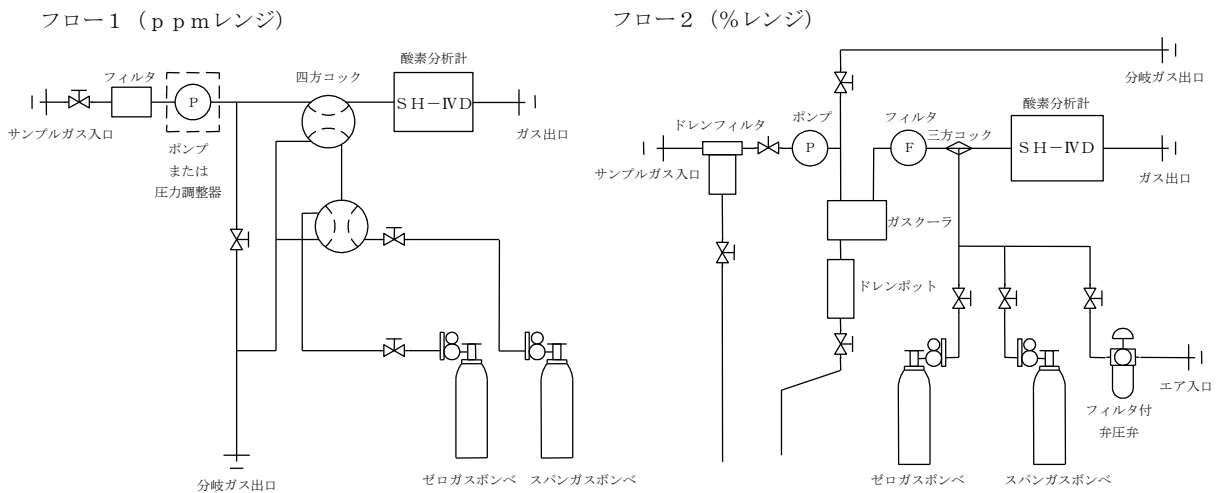 フロー1 (ppmレンジ)
フィルタ
P
四方コック
酸素分析計
SH-ⅣD
サンプルガス入口
ポンプ
または
圧力調整器
ガス出口
ゼロガスボンベ
スパンガスボンベ
分岐ガス出口
フロー2 (%レンジ)
分岐ガス出口
ドレンフィルタ
ポンプ
P
フィルタ
F
三方コック
酸素分析計
SH-ⅣD
サンプルガス入口
ガス出口
ガスクーラ
ドレンポット
エア入口
フィルタ付
弁圧弁
ゼロガスボンベ
スパンガスボンベ